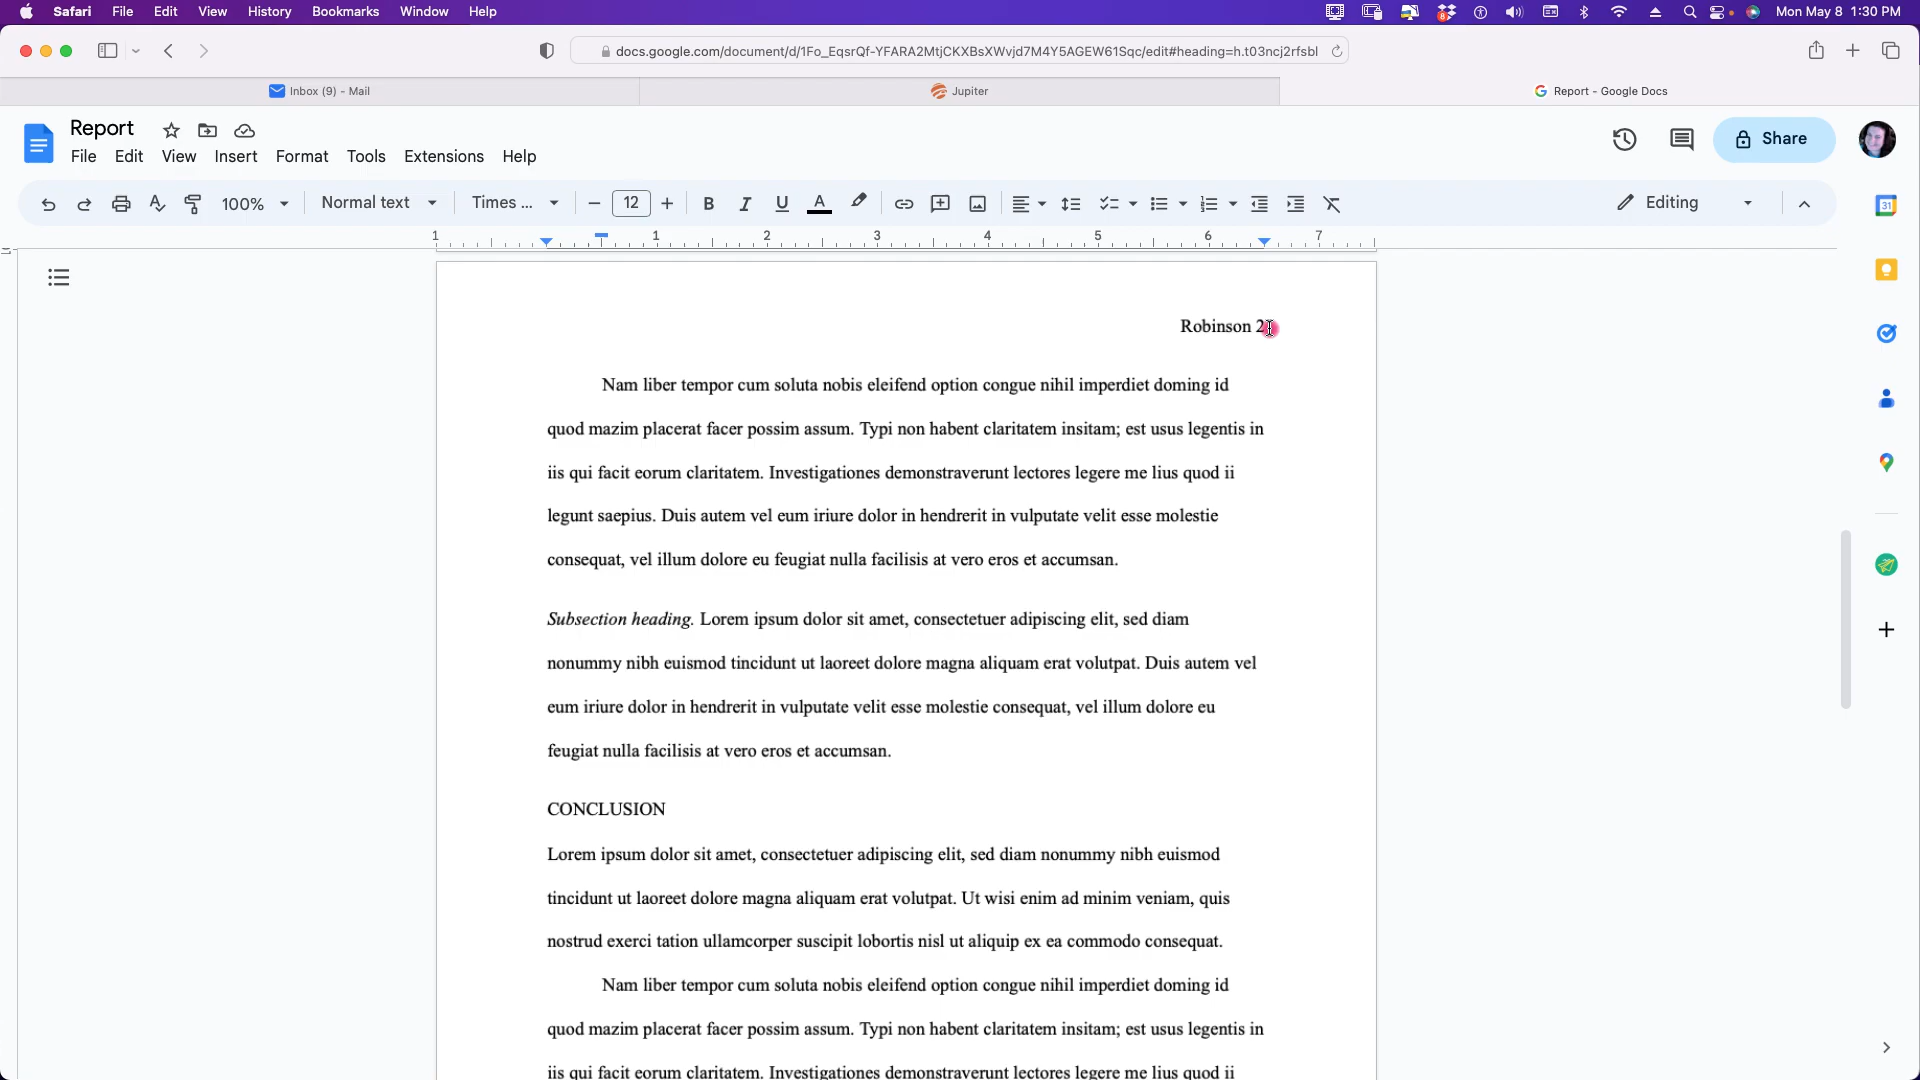 Safari File Edit View History Bookmarks Window Help Mon May 8 1:30 PM
docs.google.com/document/d/1Fo_EqsrQf-YFARA2MtjCKXBsXWvjd7M4Y5AGEW61Sqc/edit#heading=h.t03ncj2rfsbl
Inbox (9) - Mail Jupiter Report - Google Docs
Report
File Edit View Insert Format Tools Extensions Help
Share
100% Normal text Times ... 12 B I U A Editing
1 1 2 3 4 5 6 7
Robinson 2
Nam liber tempor cum soluta nobis eleifend option congue nihil imperdiet doming id
quod mazim placerat facer possim assum. Typi non habent claritatem insitam; est usus legentis in
iis qui facit eorum claritatem. Investigationes demonstraverunt lectores legere me lius quod ii
legunt saepius. Duis autem vel eum iriure dolor in hendrerit in vulputate velit esse molestie
consequat, vel illum dolore eu feugiat nulla facilisis at vero eros et accumsan.
Subsection heading. Lorem ipsum dolor sit amet, consectetuer adipiscing elit, sed diam
nonummy nibh euismod tincidunt ut laoreet dolore magna aliquam erat volutpat. Duis autem vel
eum iriure dolor in hendrerit in vulputate velit esse molestie consequat, vel illum dolore eu
feugiat nulla facilisis at vero eros et accumsan.
CONCLUSION
Lorem ipsum dolor sit amet, consectetuer adipiscing elit, sed diam nonummy nibh euismod
tincidunt ut laoreet dolore magna aliquam erat volutpat. Ut wisi enim ad minim veniam, quis
nostrud exerci tation ullamcorper suscipit lobortis nisl ut aliquip ex ea commodo consequat.
Nam liber tempor cum soluta nobis eleifend option congue nihil imperdiet doming id
quod mazim placerat facer possim assum. Typi non habent claritatem insitam; est usus legentis in
iis qui facit eorum claritatem. Investigationes demonstraverunt lectores legere me lius quod ii